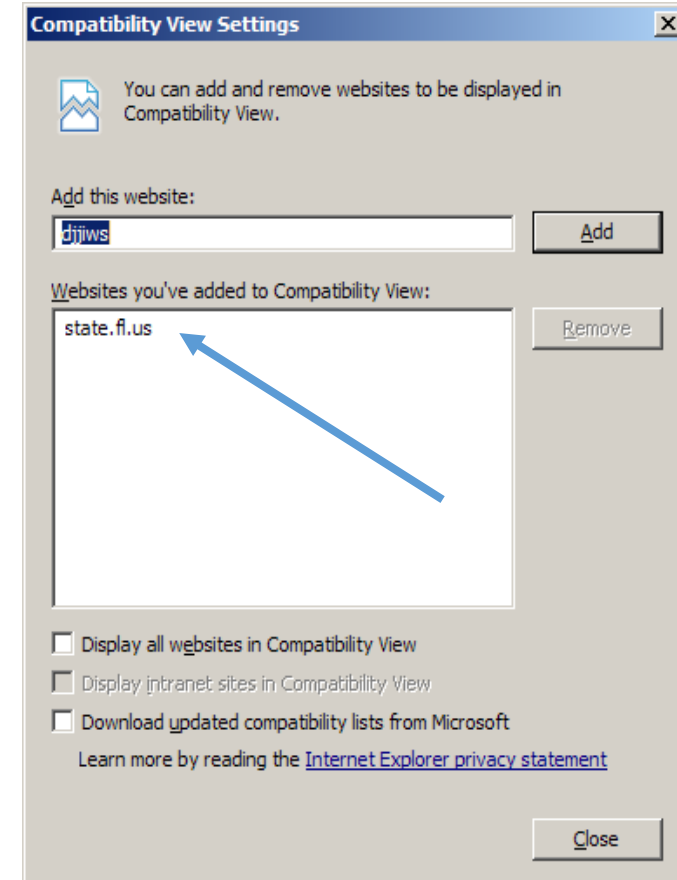 Compatibility View Settings
You can add and remove websites to be displayed in
Compatibility View.
Add this website:
djjiws
Add
Websites you've added to Compatibility View:
state.fl.us
Remove
Display all websites in Compatibility View
Display intranet sites in Compatibility View
Download updated compatibility lists from Microsoft
Learn more by reading the Internet Explorer privacy statement
Close